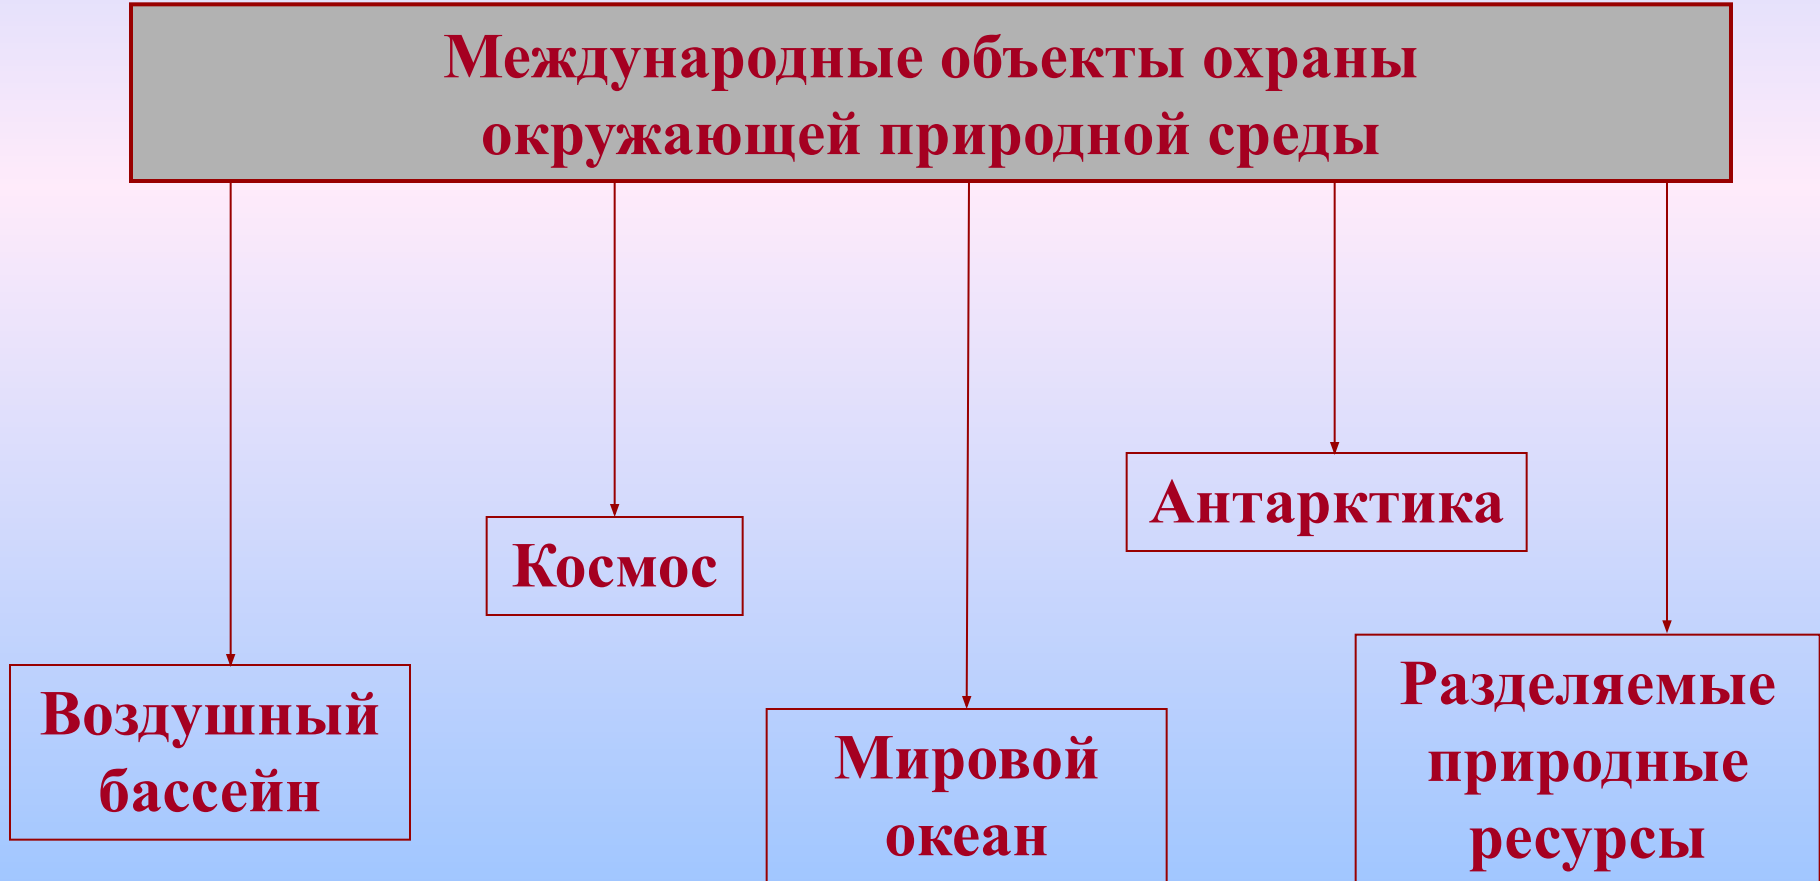 Международные объекты охраны
окружающей природной среды
Воздушный
бассейн
Космос
Мировой
океан
Антарктика
Разделяемые
природные
ресурсы